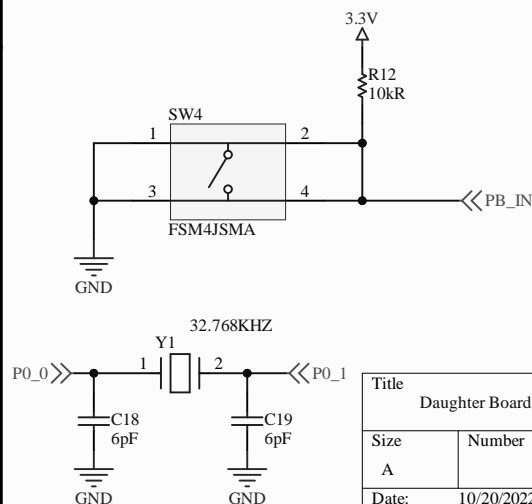 3.3V
R12
10kR
SW4
1 2
3 4
PB_IN
FSM4JSMA
GND
32.768KHZ
Y1
P0_0 1 2 P0_1
C18 C19
6pF 6pF
GND GND
Title
Daughter Board
Size Number
A
Date: 10/20/2022